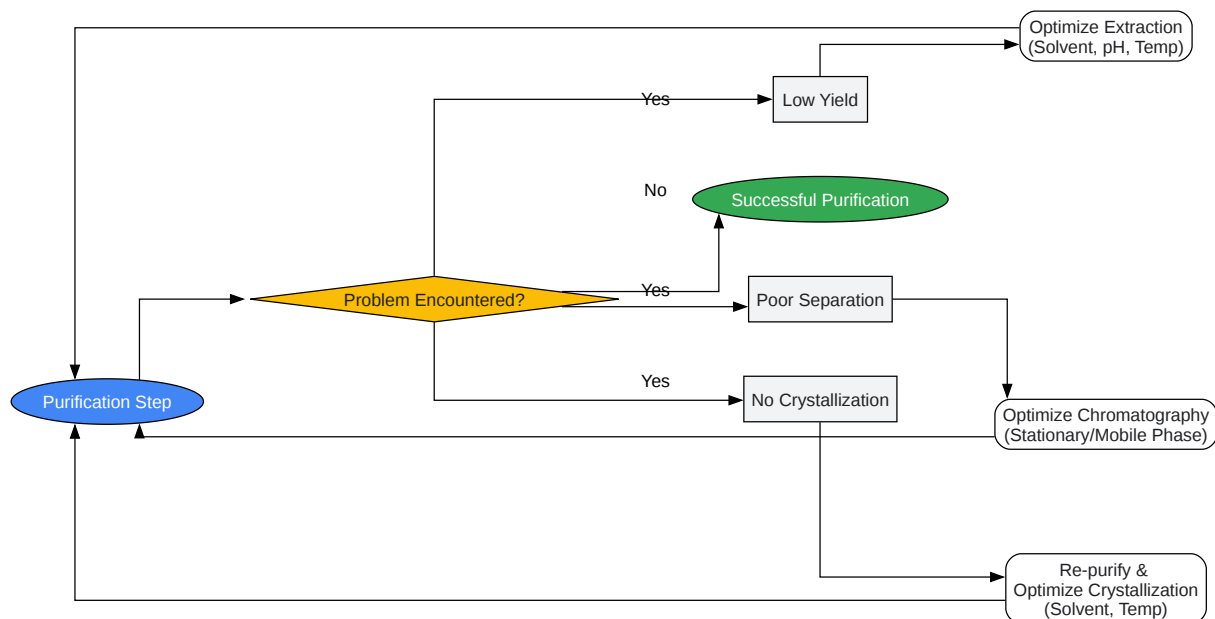 Optimize Extraction
(Solvent, pH, Temp)
Yes
Low Yield
No
Successful Purification
Problem Encountered?
Yes
Poor Separation
Yes
No Crystallization
Purification Step
Optimize Chromatography
(Stationary/Mobile Phase)
Re-purify &
Optimize Crystallization
(Solvent, Temp)